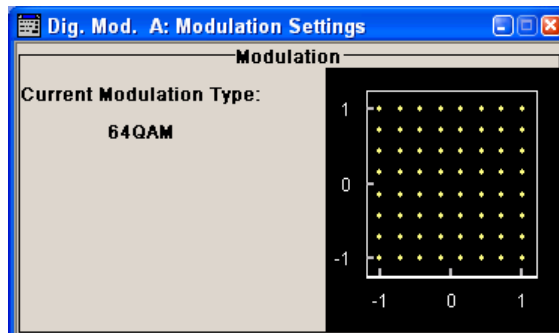 Dig. Mod. A: Modulation Settings
Modulation
Current Modulation Type:
64QAM
1
0
-1
-1 0 1